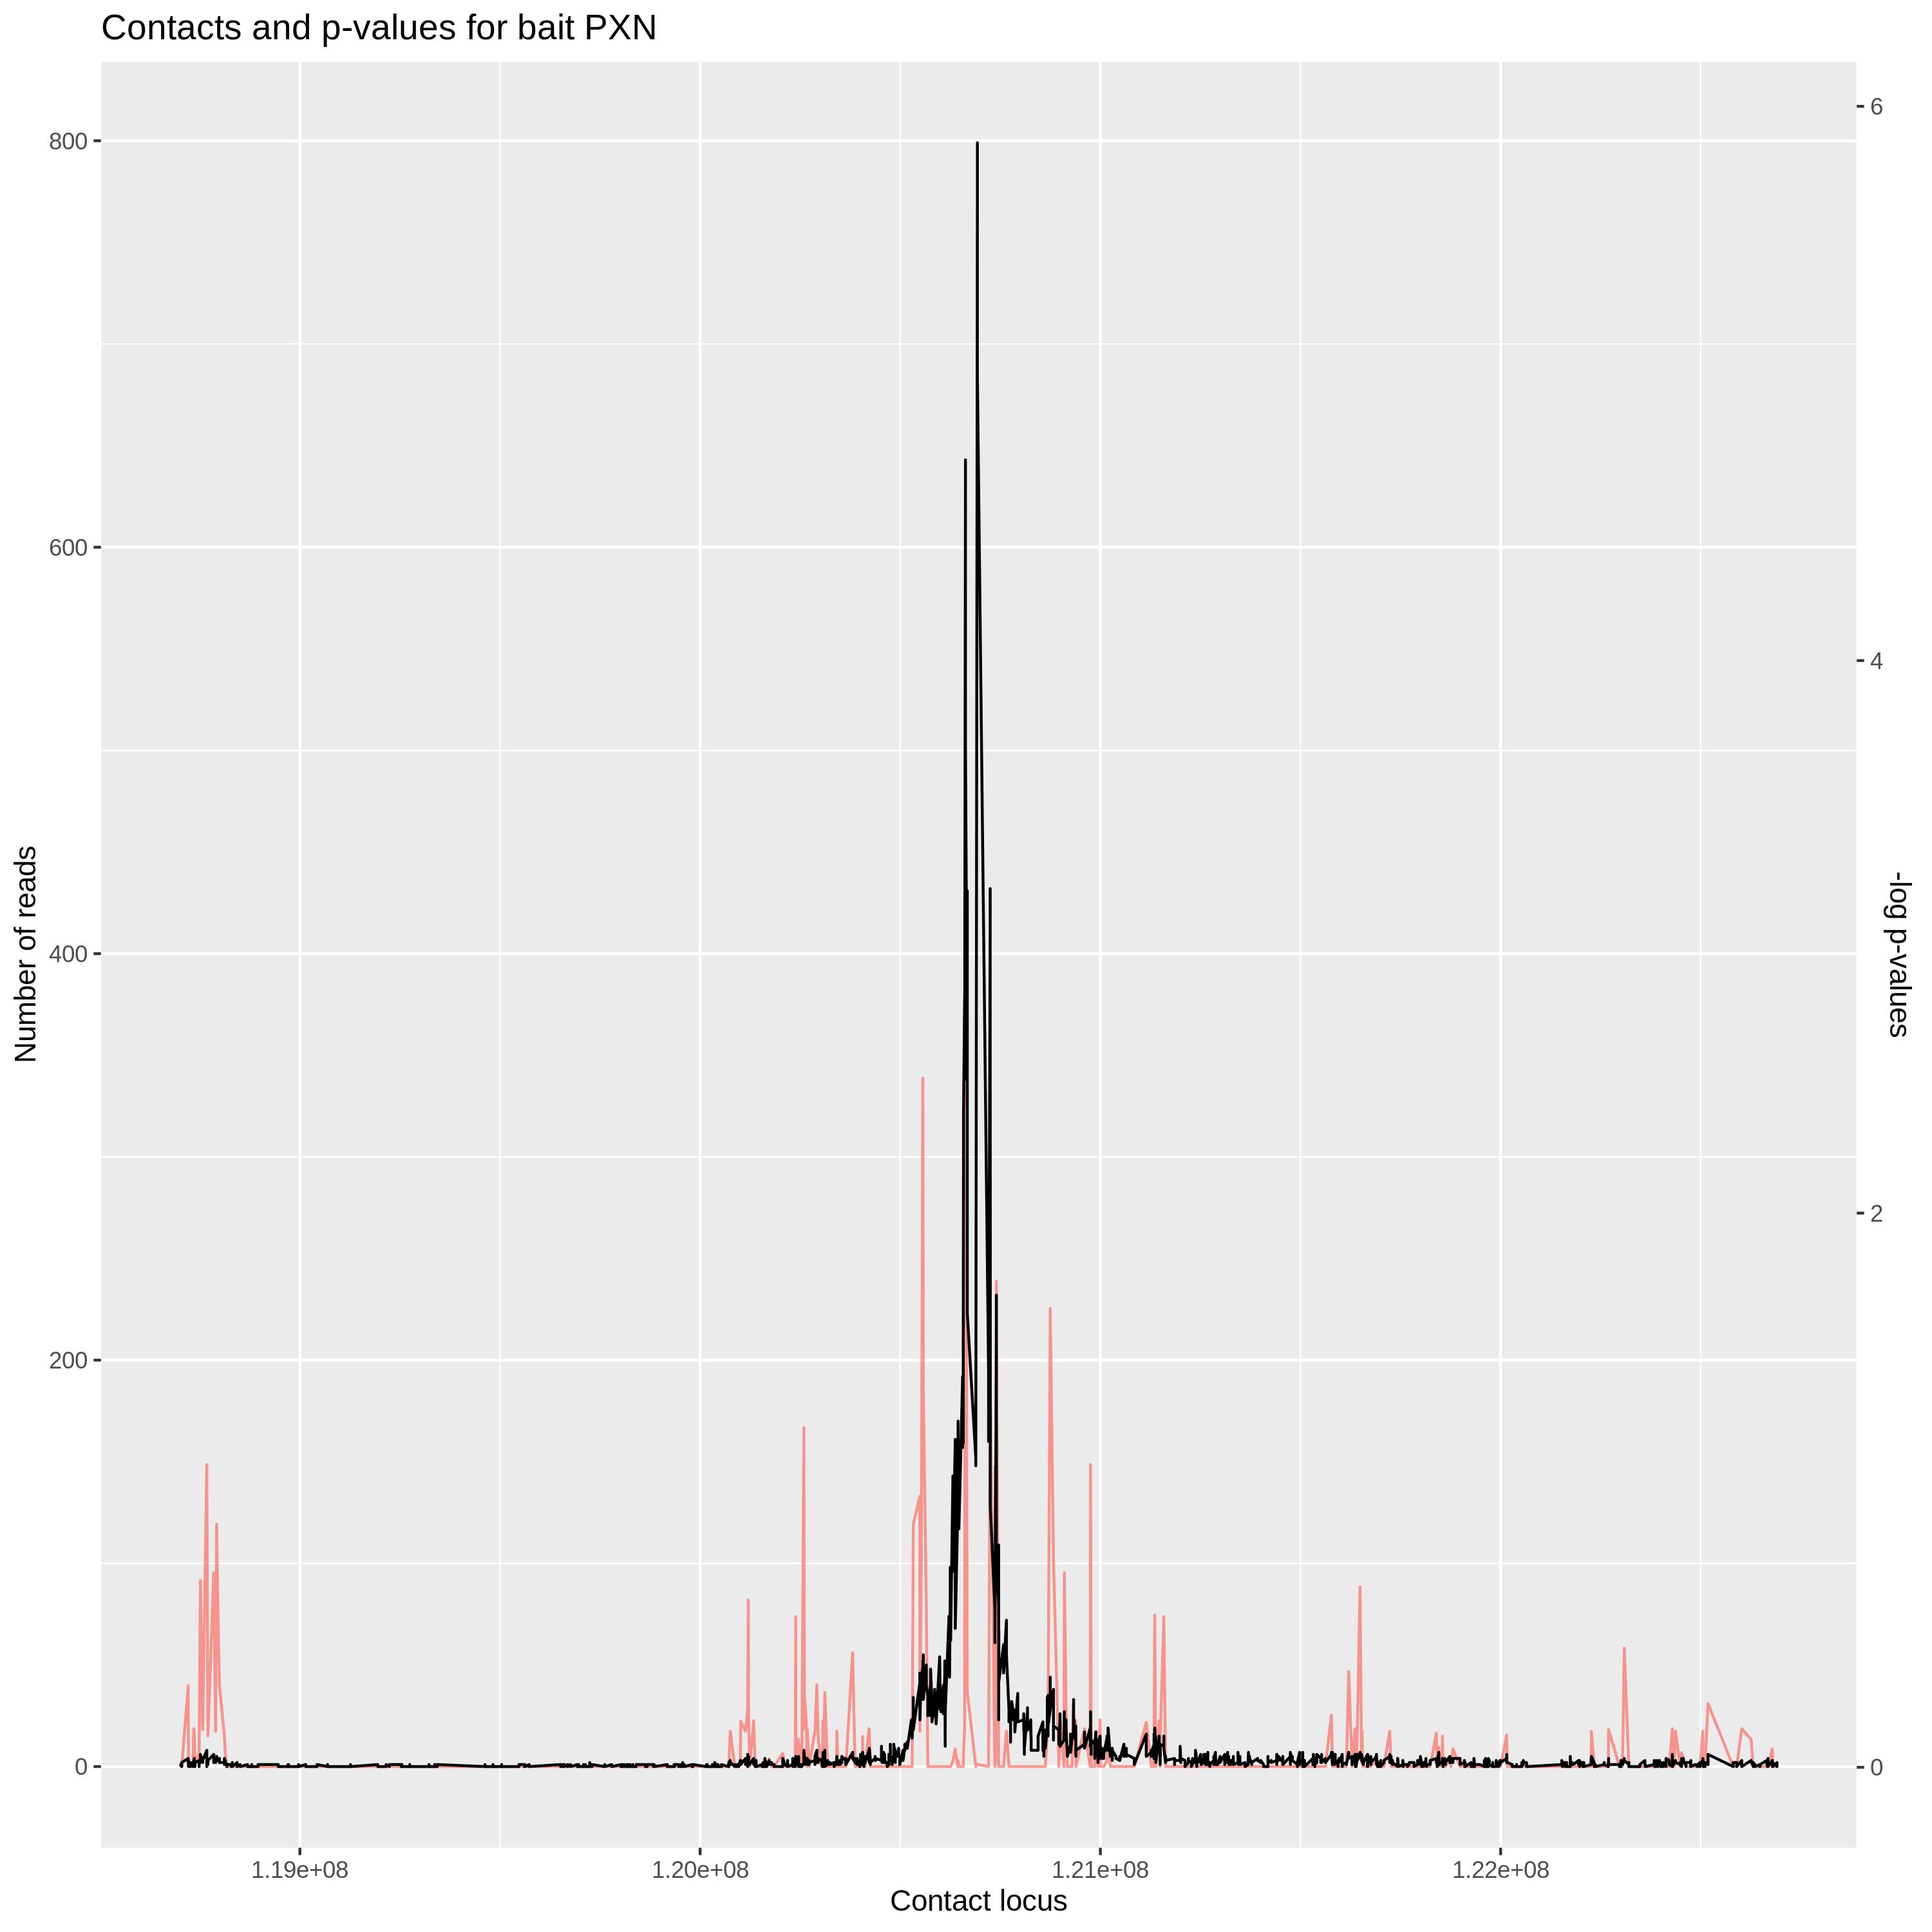 Contacts and p-values for bait PXN
800
600
400
200
0
Number of reads
6
4
2
0
-log p-values
1.19e+08 1.20e+08 1.21e+08 1.22e+08
Contact locus